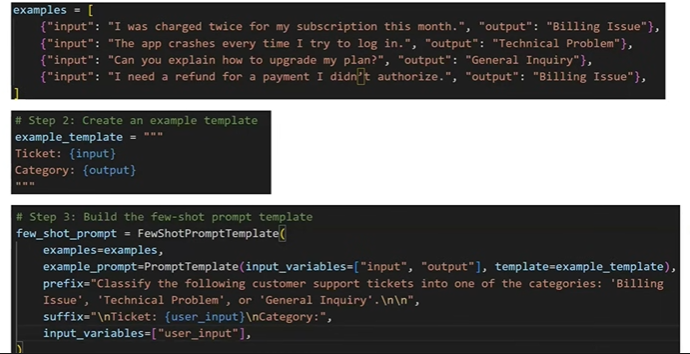 examples = [
{"input": "I was charged twice for my subscription this month.", "output": "Billing Issue"},
{"input": "The app crashes every time I try to log in.", "output": "Technical Problem"},
{"input": "Can you explain how to upgrade my plan?", "output": "General Inquiry"},
{"input": "I need a refund for a payment I didn’t authorize.", "output": "Billing Issue"},
]
# Step 2: Create an example template
example_template = """
Ticket: {input}
Category: {output}
"""
# Step 3: Build the few-shot prompt template
few_shot_prompt = FewShotPromptTemplate(
examples=examples,
example_prompt=PromptTemplate(input_variables=["input", "output"], template=example_template),
prefix="Classify the following customer support tickets into one of the categories: 'Billing
Issue', 'Technical Problem', or 'General Inquiry'.\n\n",
suffix="\nTicket: {user_input}\nCategory:",
input_variables=["user_input"],
)